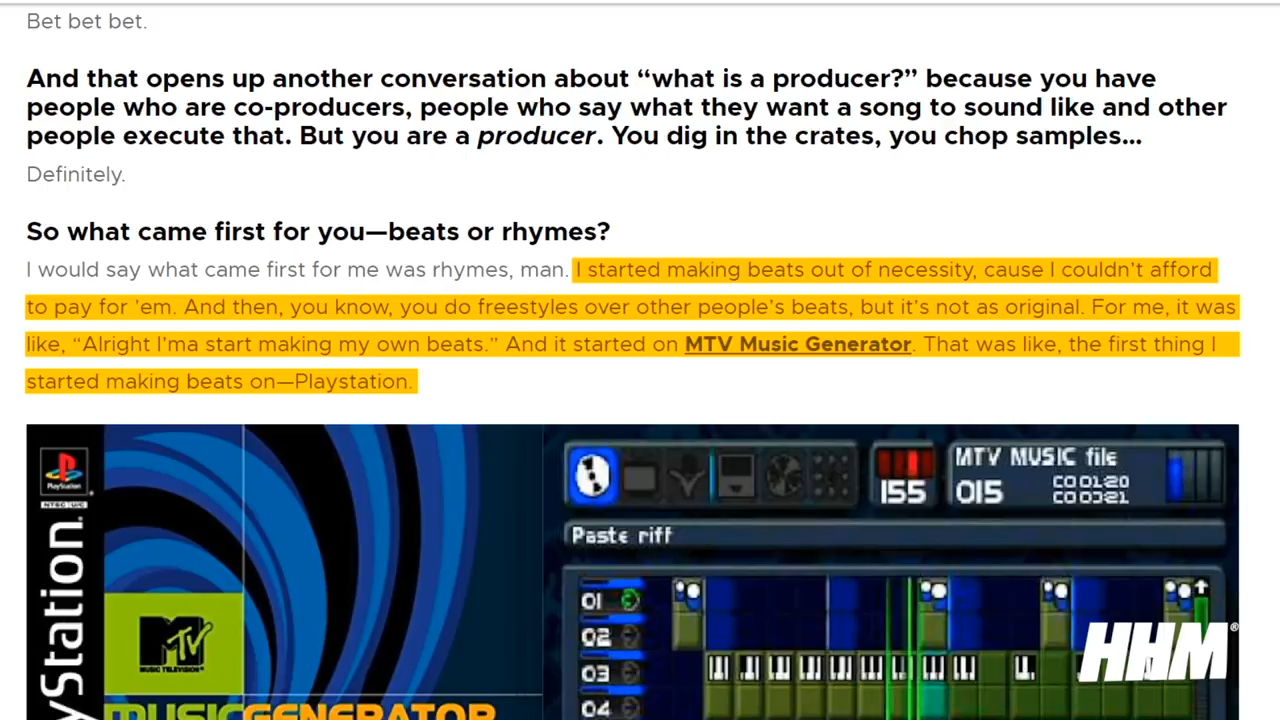 Bet bet bet.
And that opens up another conversation about “what is a producer?” because you have
people who are co-producers, people who say what they want a song to sound like and other
people execute that. But you are a producer. You dig in the crates, you chop samples...
Definitely.
So what came first for you—beats or rhymes?
I would say what came first for me was rhymes, man. I started making beats out of necessity, cause I couldn’t afford
to pay for ’em. And then, you know, you do freestyles over other people’s beats, but it’s not as original. For me, it was
like, “Alright I’ma start making my own beats.” And it started on MTV Music Generator. That was like, the first thing I
started making beats on—Playstation.
PlayStation
NTSC U/C
yStation
MTV
MUSIC TELEVISION
MUSICGENERATOR
155
MTV MUSIC file
015
Paste riff
01
02
03
04
HHM